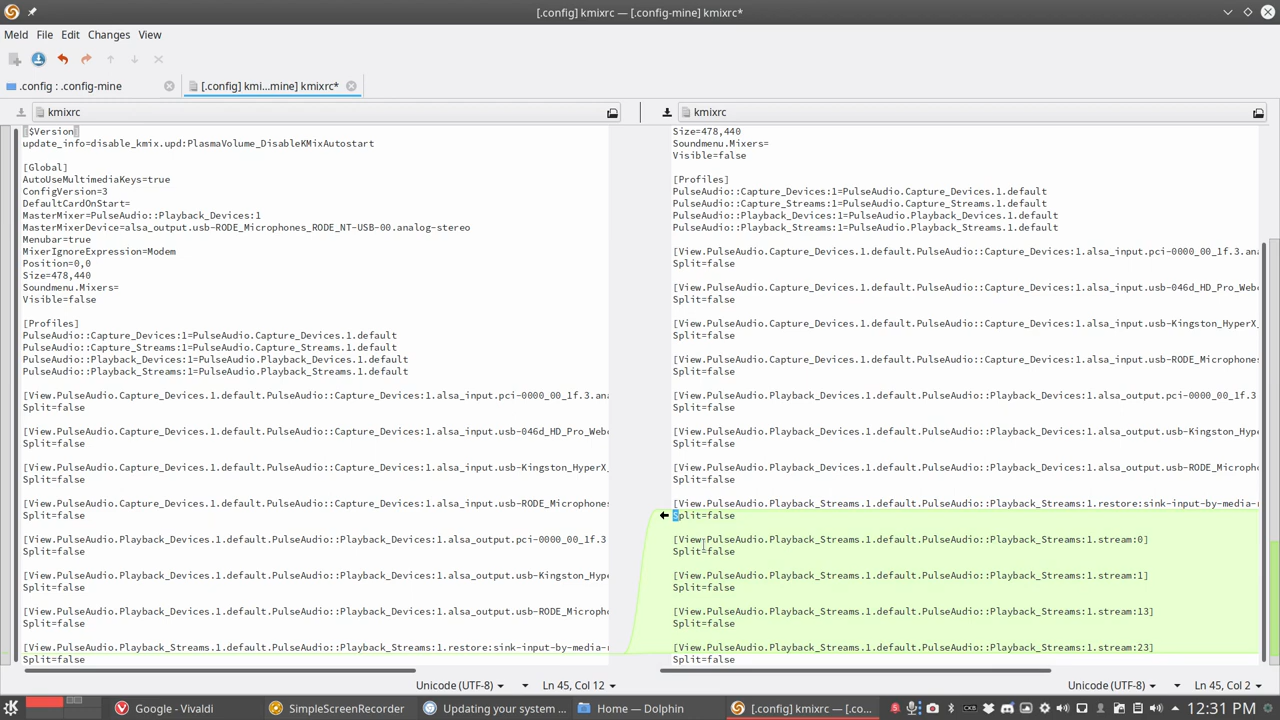 [.config] kmixrc — [.config-mine] kmixrc*
Meld File Edit Changes View
.config : .config-mine
[.config] kmi...mine] kmixrc*
kmixrc
[$Version]
update_info=disable_kmix.upd:PlasmaVolume_DisableKMixAutostart

[Global]
AutoUseMultimediaKeys=true
ConfigVersion=3
DefaultCardOnStart=
MasterMixer=PulseAudio::Playback_Devices:1
MasterMixerDevice=alsa_output.usb-RODE_Microphones_RODE_NT-USB-00.analog-stereo
Menubar=true
MixerIgnoreExpression=Modem
Position=0,0
Size=478,440
Soundmenu.Mixers=
Visible=false

[Profiles]
PulseAudio::Capture_Devices:1=PulseAudio.Capture_Devices.1.default
PulseAudio::Capture_Streams:1=PulseAudio.Capture_Streams.1.default
PulseAudio::Playback_Devices:1=PulseAudio.Playback_Devices.1.default
PulseAudio::Playback_Streams:1=PulseAudio.Playback_Streams.1.default

[View.PulseAudio.Capture_Devices.1.default.PulseAudio::Capture_Devices:1.alsa_input.pci-0000_00_1f.3.ana
Split=false

[View.PulseAudio.Capture_Devices.1.default.PulseAudio::Capture_Devices:1.alsa_input.usb-046d_HD_Pro_Webc
Split=false

[View.PulseAudio.Capture_Devices.1.default.PulseAudio::Capture_Devices:1.alsa_input.usb-Kingston_HyperX_
Split=false

[View.PulseAudio.Capture_Devices.1.default.PulseAudio::Capture_Devices:1.alsa_input.usb-RODE_Microphones
Split=false

[View.PulseAudio.Playback_Devices.1.default.PulseAudio::Playback_Devices:1.alsa_output.pci-0000_00_1f.3
Split=false

[View.PulseAudio.Playback_Devices.1.default.PulseAudio::Playback_Devices:1.alsa_output.usb-Kingston_Hype
Split=false

[View.PulseAudio.Playback_Devices.1.default.PulseAudio::Playback_Devices:1.alsa_output.usb-RODE_Micropho
Split=false

[View.PulseAudio.Playback_Streams.1.default.PulseAudio::Playback_Streams:1.restore:sink-input-by-media-r
Split=false
Unicode (UTF-8) Ln 45, Col 12
kmixrc
Size=478,440
Soundmenu.Mixers=
Visible=false

[Profiles]
PulseAudio::Capture_Devices:1=PulseAudio.Capture_Devices.1.default
PulseAudio::Capture_Streams:1=PulseAudio.Capture_Streams.1.default
PulseAudio::Playback_Devices:1=PulseAudio.Playback_Devices.1.default
PulseAudio::Playback_Streams:1=PulseAudio.Playback_Streams.1.default

[View.PulseAudio.Capture_Devices.1.default.PulseAudio::Capture_Devices:1.alsa_input.pci-0000_00_1f.3.ana
Split=false

[View.PulseAudio.Capture_Devices.1.default.PulseAudio::Capture_Devices:1.alsa_input.usb-046d_HD_Pro_Webc
Split=false

[View.PulseAudio.Capture_Devices.1.default.PulseAudio::Capture_Devices:1.alsa_input.usb-Kingston_HyperX_
Split=false

[View.PulseAudio.Capture_Devices.1.default.PulseAudio::Capture_Devices:1.alsa_input.usb-RODE_Microphones
Split=false

[View.PulseAudio.Playback_Devices.1.default.PulseAudio::Playback_Devices:1.alsa_output.pci-0000_00_1f.3
Split=false

[View.PulseAudio.Playback_Devices.1.default.PulseAudio::Playback_Devices:1.alsa_output.usb-Kingston_Hype
Split=false

[View.PulseAudio.Playback_Devices.1.default.PulseAudio::Playback_Devices:1.alsa_output.usb-RODE_Micropho
Split=false

[View.PulseAudio.Playback_Streams.1.default.PulseAudio::Playback_Streams:1.restore:sink-input-by-media-r
Split=false

[View.PulseAudio.Playback_Streams.1.default.PulseAudio::Playback_Streams:1.stream:0]
Split=false

[View.PulseAudio.Playback_Streams.1.default.PulseAudio::Playback_Streams:1.stream:1]
Split=false

[View.PulseAudio.Playback_Streams.1.default.PulseAudio::Playback_Streams:1.stream:13]
Split=false

[View.PulseAudio.Playback_Streams.1.default.PulseAudio::Playback_Streams:1.stream:23]
Split=false
Unicode (UTF-8) Ln 45, Col 2
Google - Vivaldi
SimpleScreenRecorder
Updating your system ...
Home — Dolphin
[.config] kmixrc — [.co...
12:31 PM